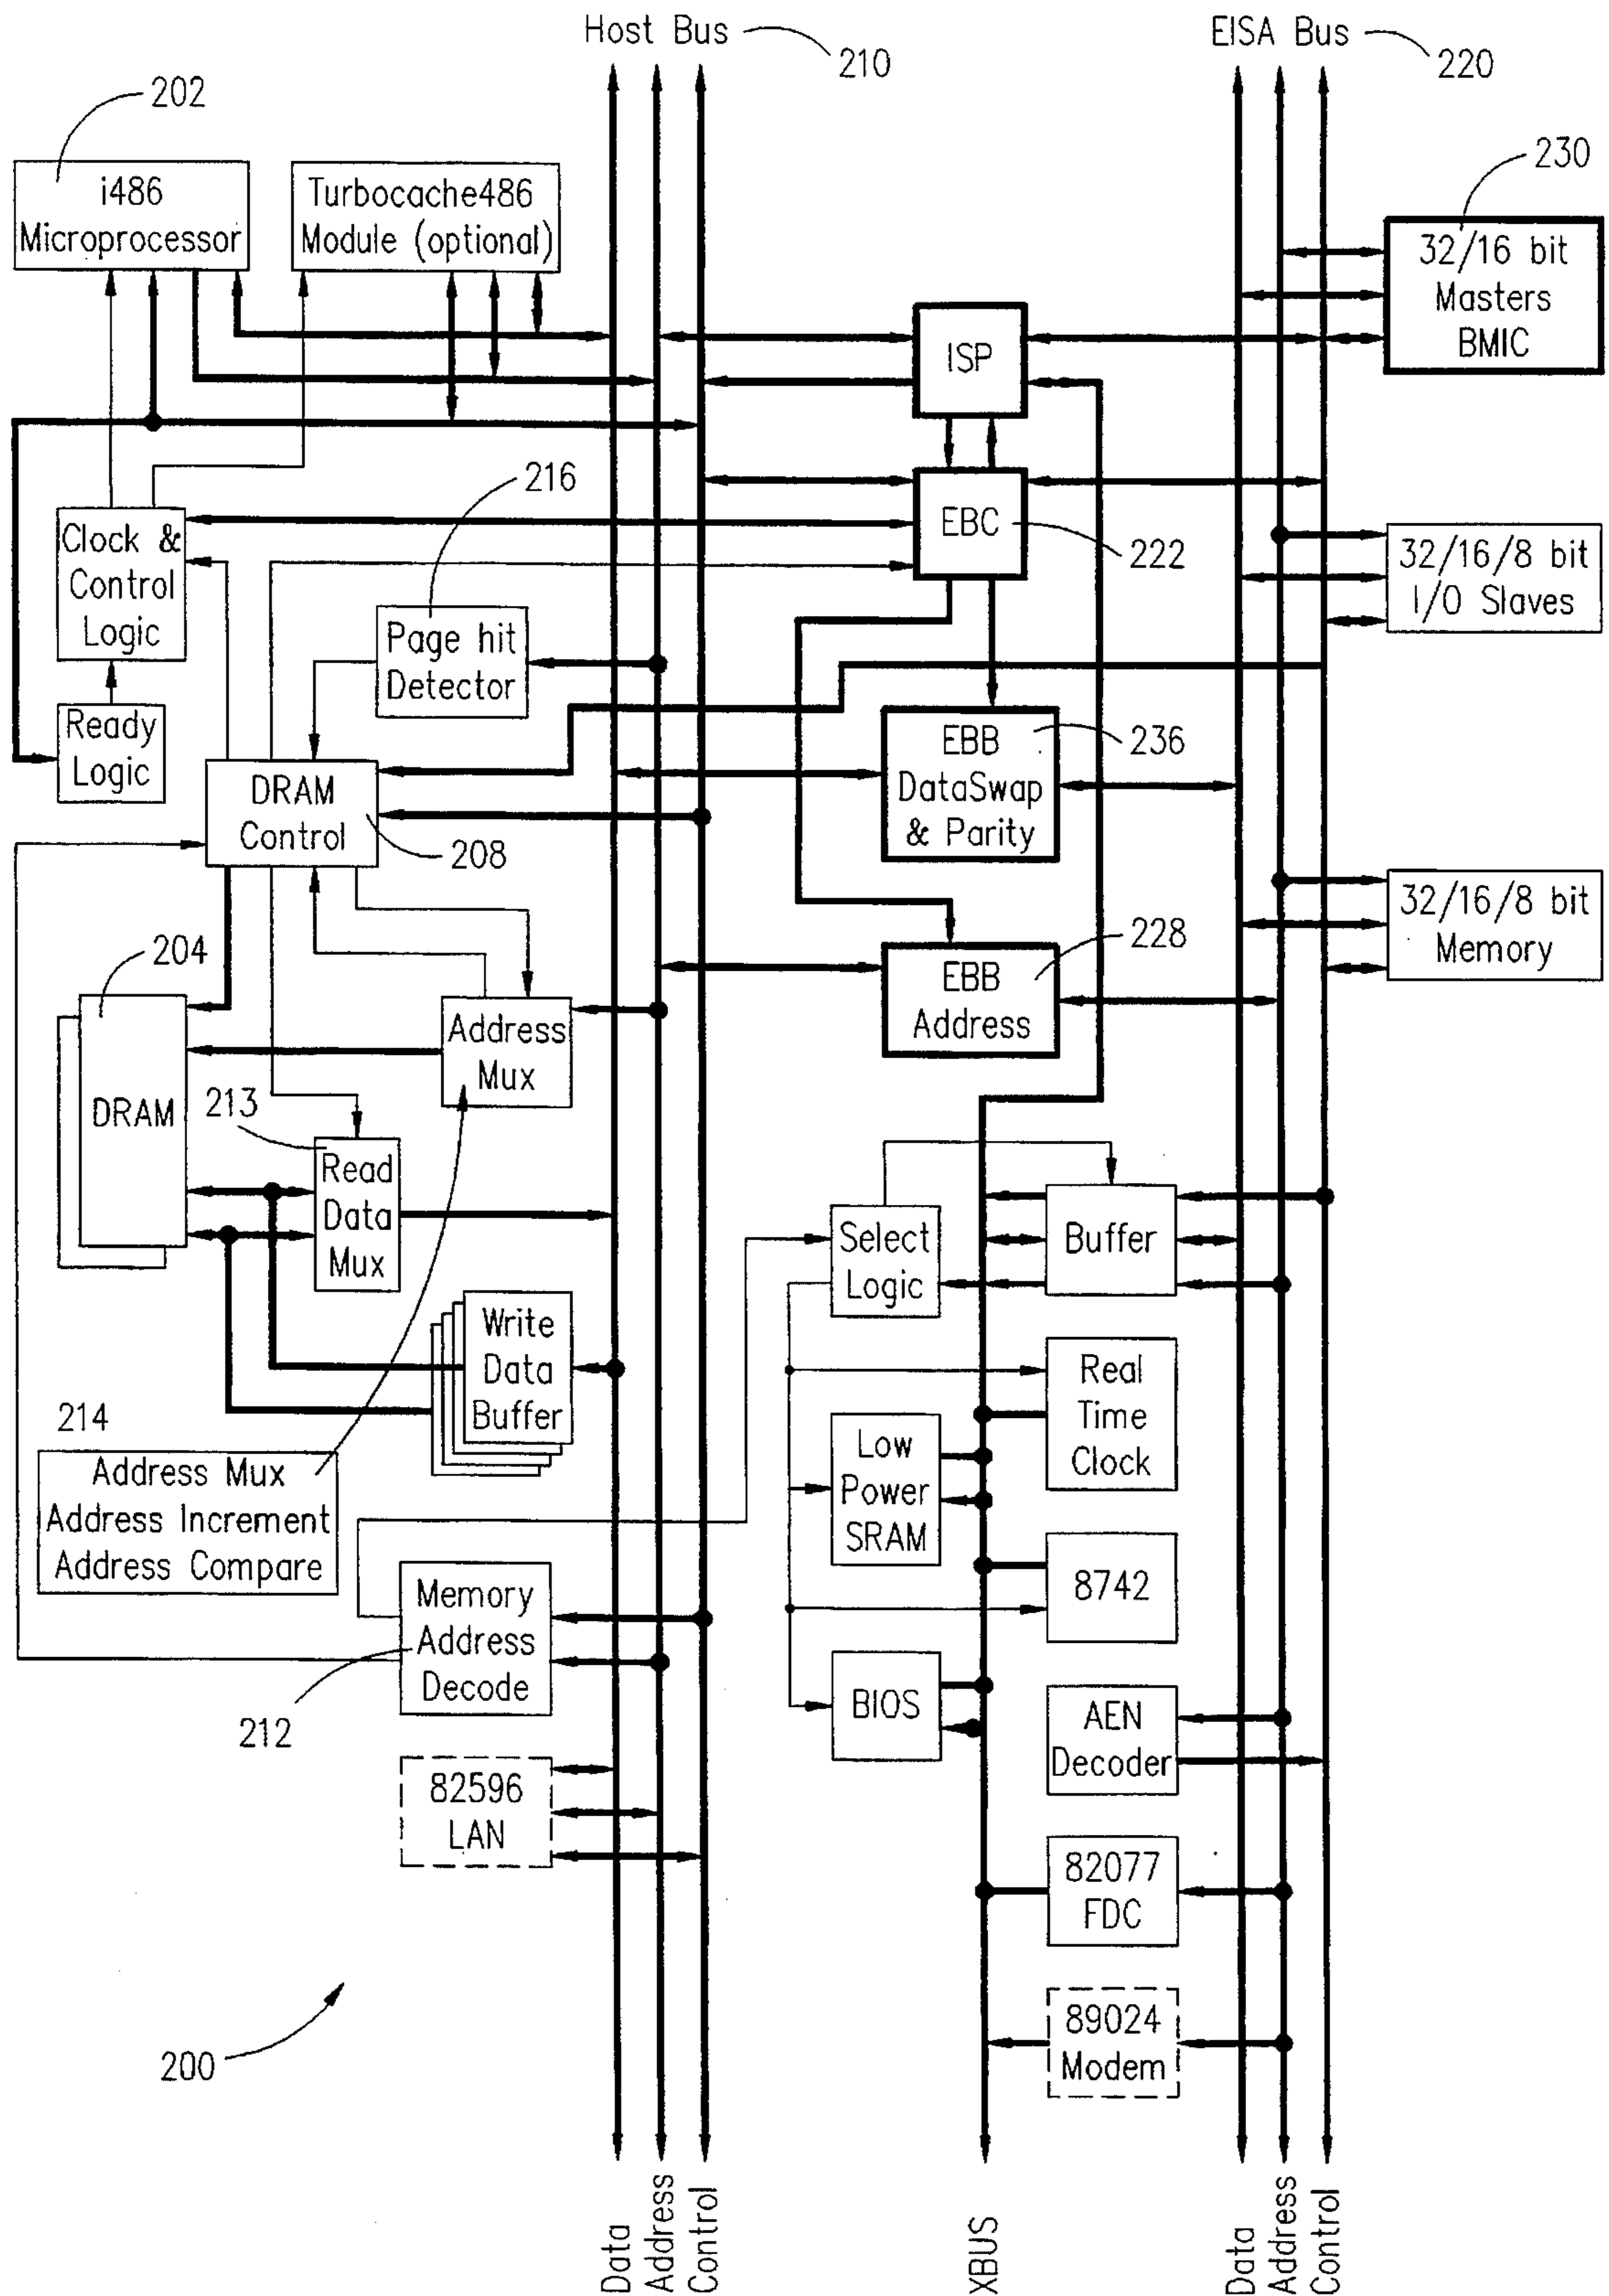 Host Bus
210
EISA Bus
220
202
230
i486
Microprocessor
Turbocache486
Module (optional)
32/16 bit
Masters
BMIC
ISP
216
EBC
222
Clock &
Control
Logic
32/16/8 bit
I/O Slaves
Page hit
Detector
Ready
Logic
EBB
DataSwap
& Parity
236
DRAM
Control
208
32/16/8 bit
Memory
204
228
EBB
Address
Address
Mux
DRAM
213
Read
Data
Mux
Select
Logic
Buffer
Write
Data
Buffer
Real
Time
Clock
214
Address Mux
Address Increment
Address Compare
Low
Power
SRAM
8742
Memory
Address
Decode
212
BIOS
AEN
Decoder
82596
LAN
82077
FDC
89024
Modem
200
Data
Address
Control
XBUS
Data
Address
Control